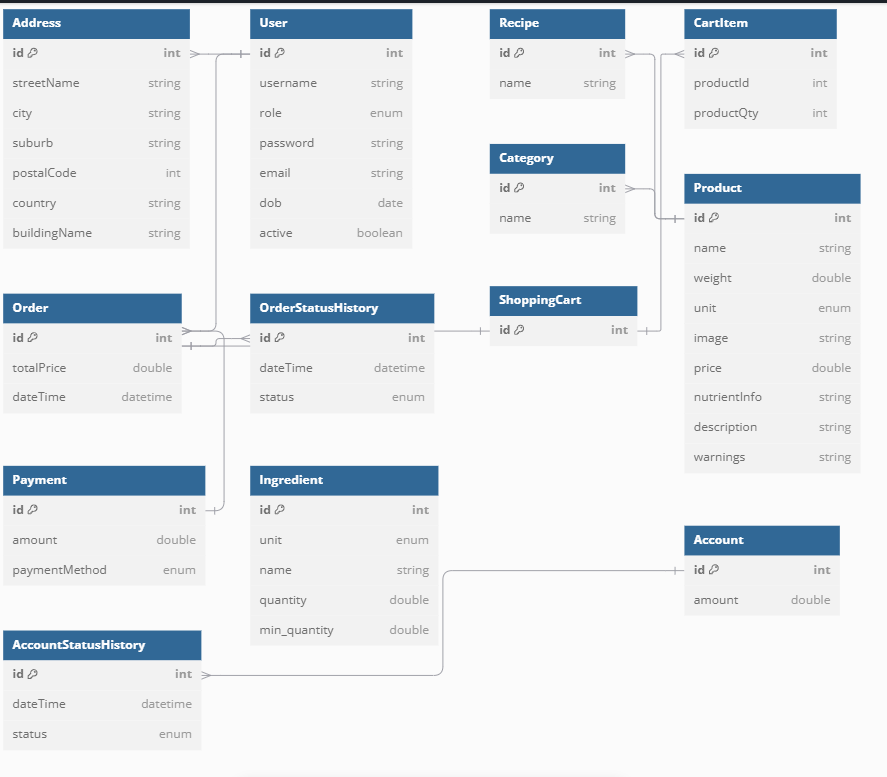 Address
id int
streetName string
city string
suburb string
postalCode int
country string
buildingName string
User
id int
username string
role enum
password string
email string
dob date
active boolean
Recipe
id int
name string
CartItem
id int
productId int
productQty int
Category
id int
name string
Product
id int
name string
weight double
unit enum
image string
price double
nutrientInfo string
description string
warnings string
Order
id int
totalPrice double
dateTime datetime
OrderStatusHistory
id int
dateTime datetime
status enum
ShoppingCart
id int
Payment
id int
amount double
paymentMethod enum
Ingredient
id int
unit enum
name string
quantity double
min_quantity double
Account
id int
amount double
AccountStatusHistory
id int
dateTime datetime
status enum